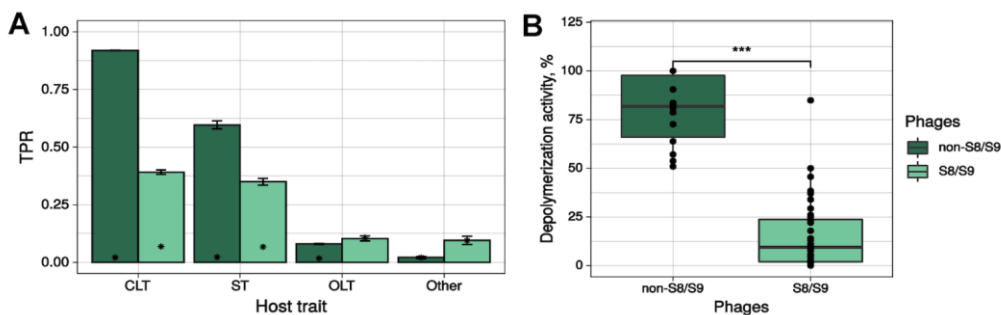 A
1.00
0.75
0.50
0.25
0.00
TPR
CLT
ST
OLT
Other
Host trait
B
125
100
75
50
25
0
Depolymerization activity, %
***
non-S8/S9
S8/S9
Phages
Phages
non-S8/S9
S8/S9